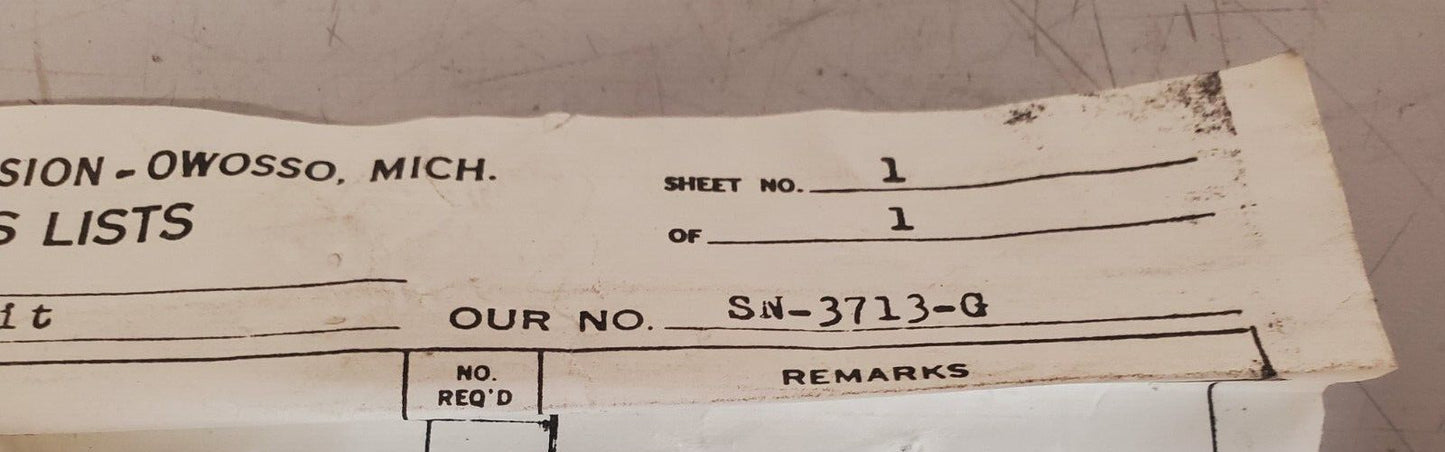 SION - OWOSSO, MICH.
S LISTS
SHEET NO. 1
OF 1
it
OUR NO. SN-3713-G
NO.
REQ'D
REMARKS